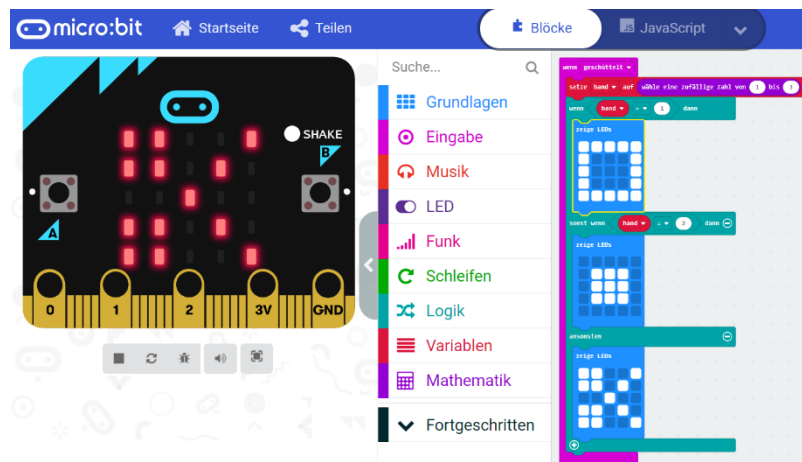 micro:bit Startseite Teilen Blöcke JavaScript
SHAKE
B
A
0 1 2 3V GND
Suche...
Grundlagen
Eingabe
Musik
LED
Funk
Schleifen
Logik
Variablen
Mathematik
Fortgeschritten
wenn geschüttelt
setze hand auf wähle eine zufällige zahl von 1 bis 3
wenn hand = 1 dann
zeige LEDs
sonst wenn hand = 2 dann
zeige LEDs
ansonsten
zeige LEDs